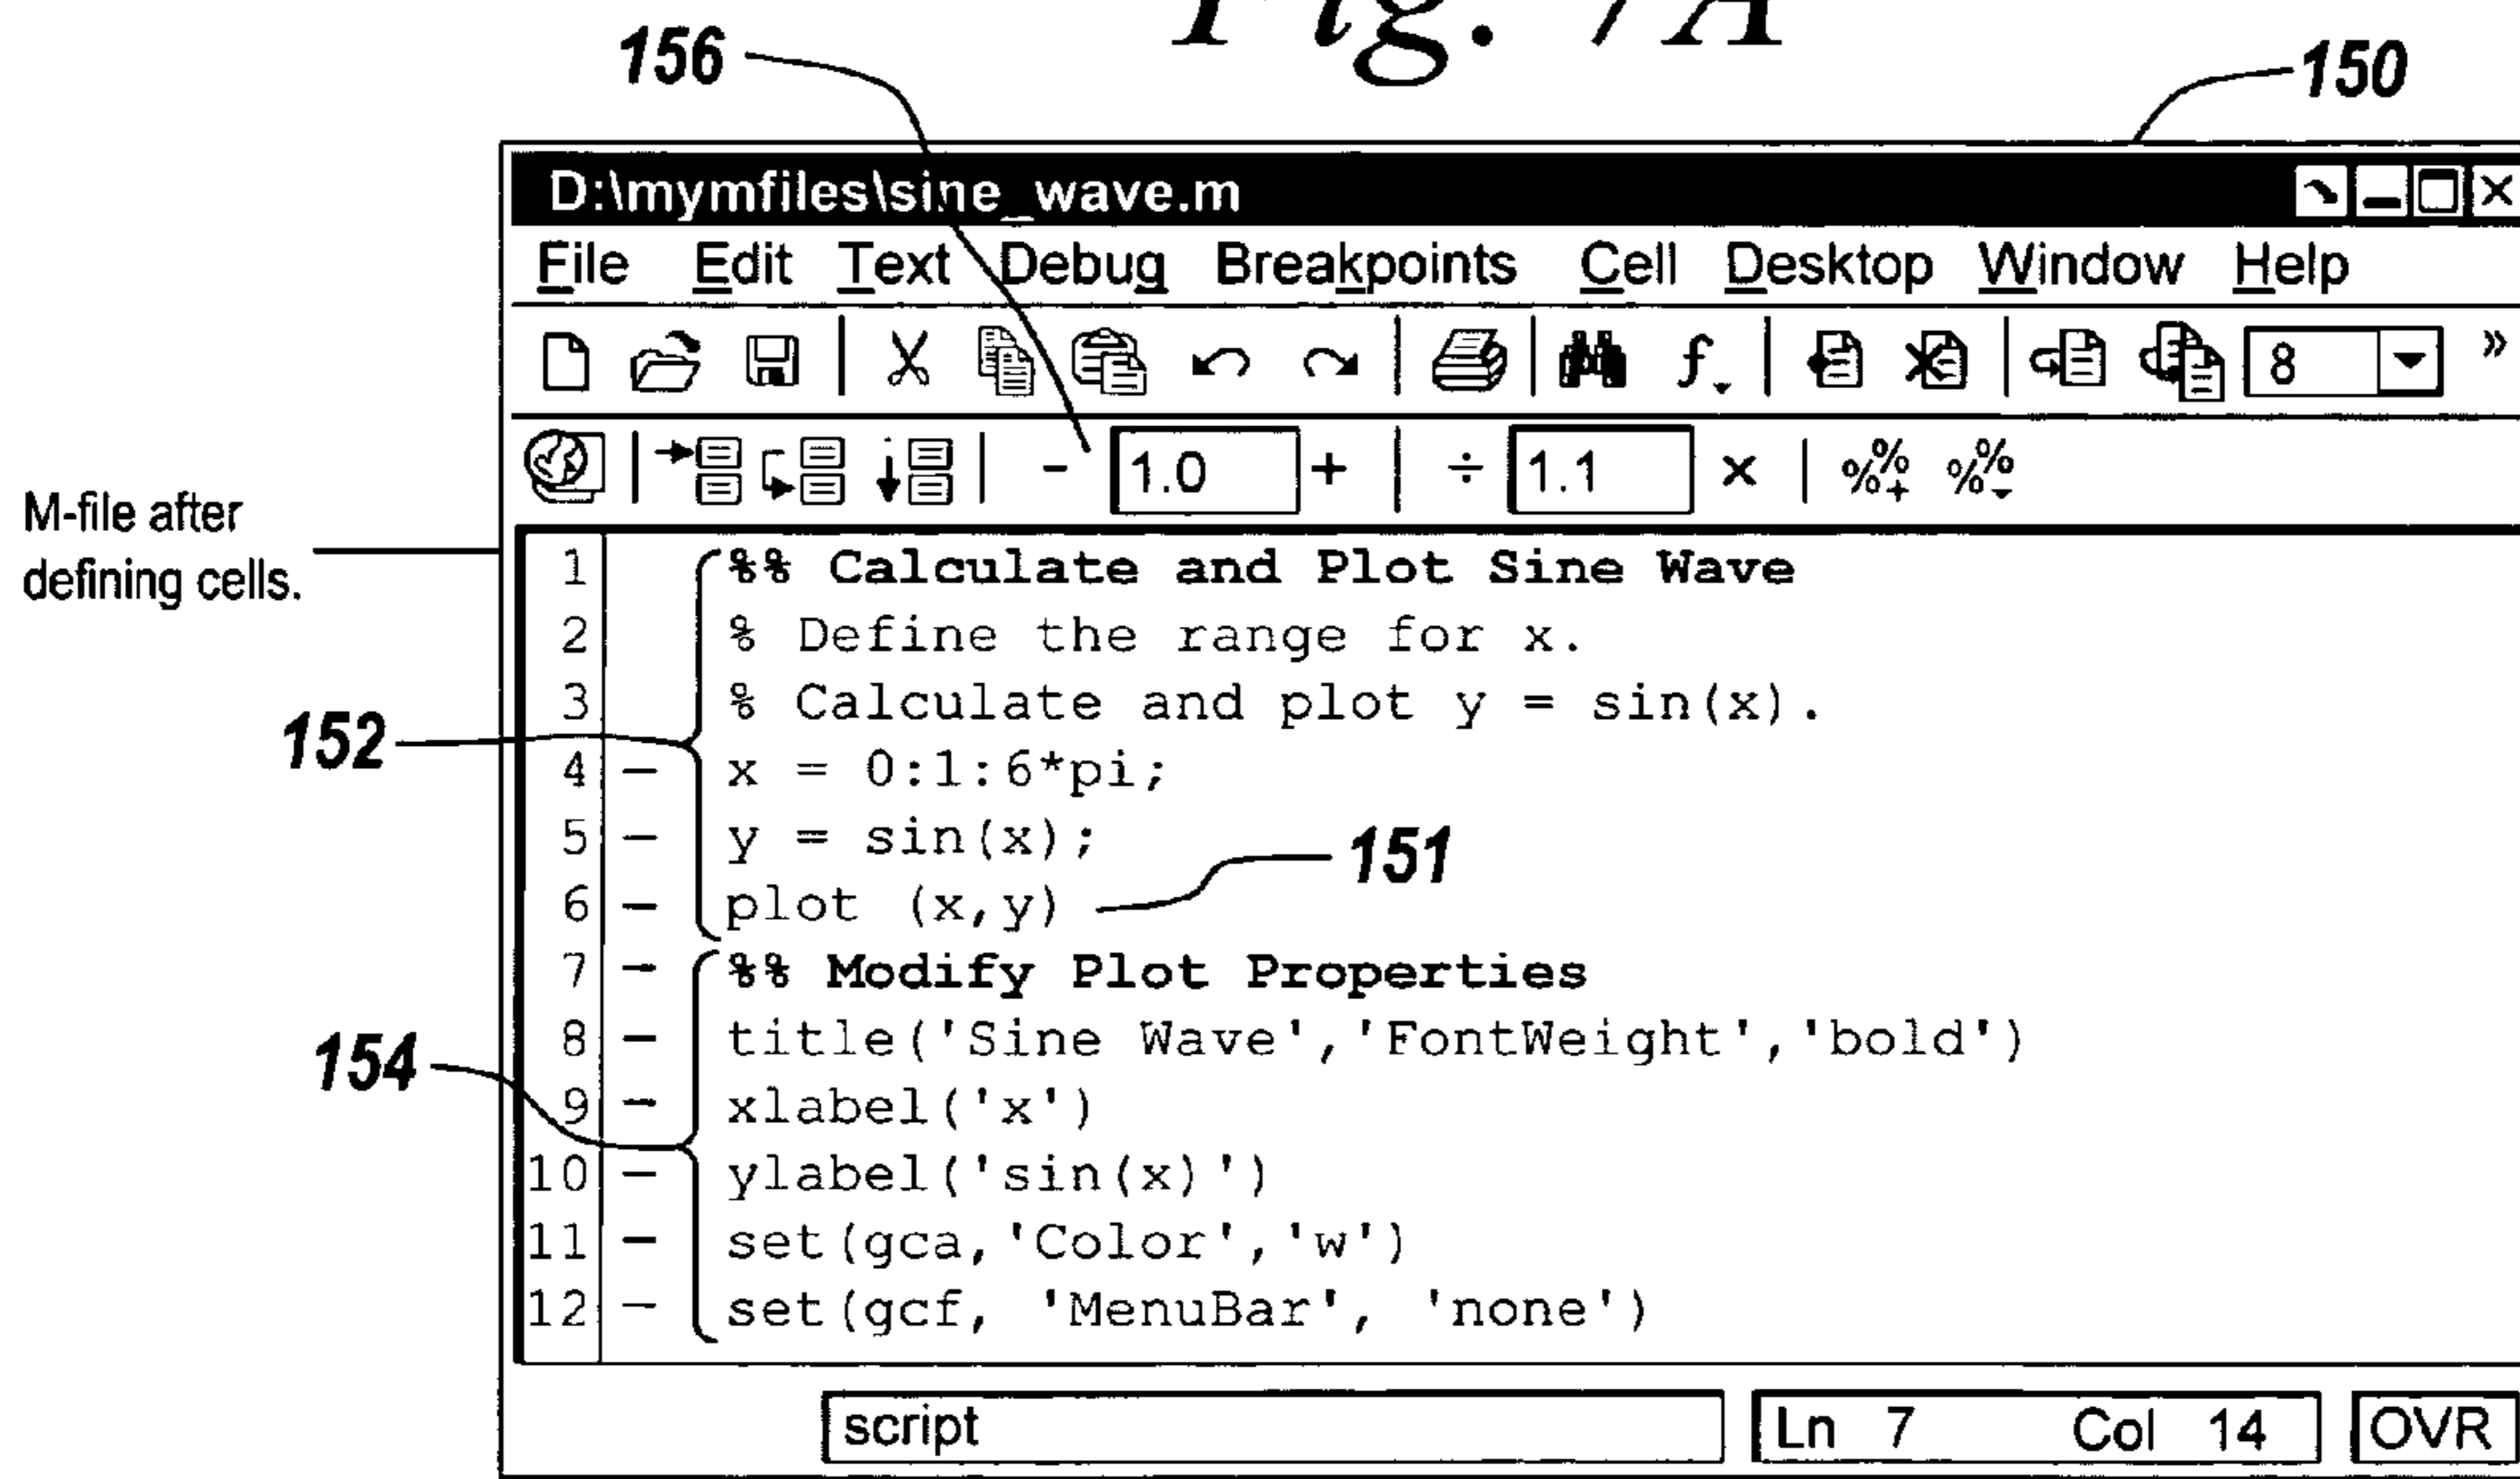 Fig. 7A
156
150
D:\mymfiles\sine_wave.m
File Edit Text Debug Breakpoints Cell Desktop Window Help
8 »
- 1.0 + | ÷ 1.1 × | %%+ %%-
M-file after
defining cells.
1 %% Calculate and Plot Sine Wave
2 % Define the range for x.
3 % Calculate and plot y = sin(x).
152
4 - x = 0:1:6*pi;
5 - y = sin(x);
151
6 - plot (x,y)
7 - %% Modify Plot Properties
8 - title('Sine Wave','FontWeight','bold')
154
9 - xlabel('x')
10 - ylabel('sin(x)')
11 - set(gca,'Color','w')
12 - set(gcf, 'MenuBar', 'none')
script Ln 7 Col 14 OVR